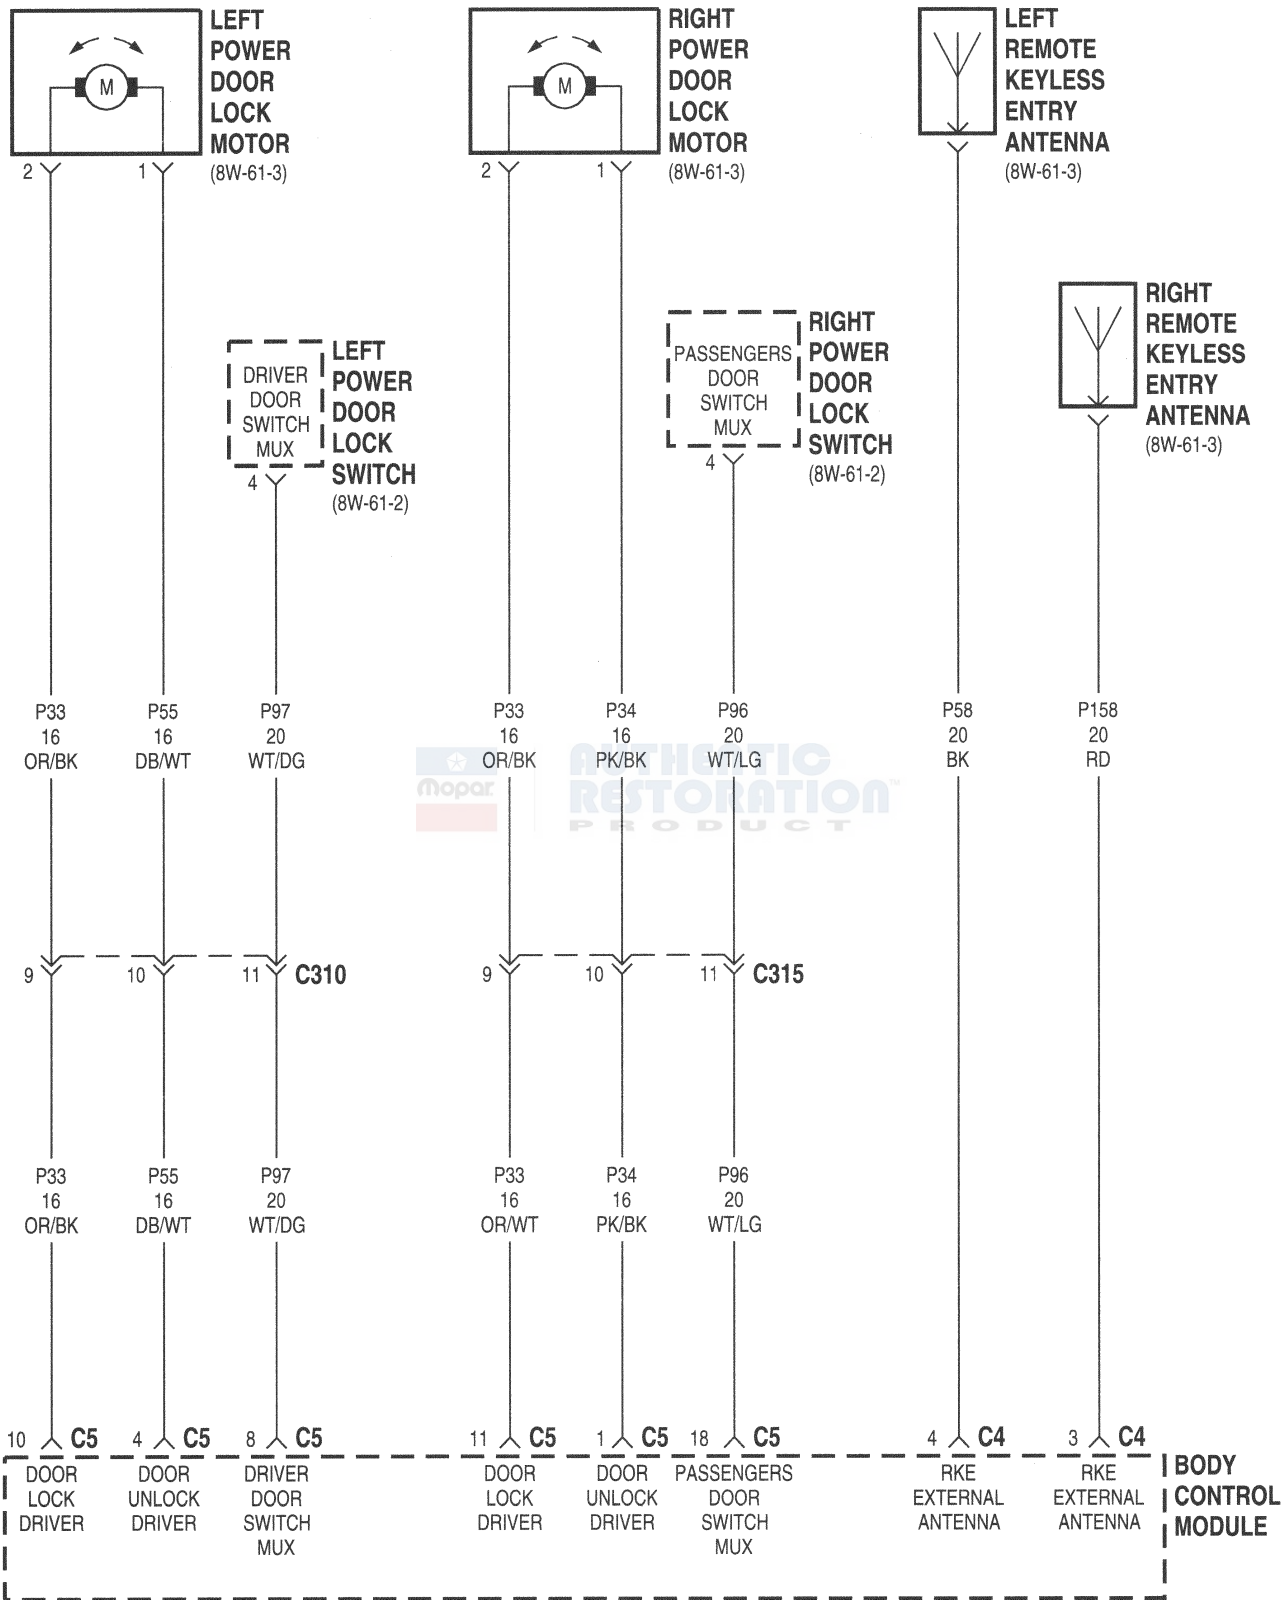 LEFT
POWER
DOOR
LOCK
MOTOR
(8W-61-3)
M
2
1
RIGHT
POWER
DOOR
LOCK
MOTOR
(8W-61-3)
M
2
1
LEFT
REMOTE
KEYLESS
ENTRY
ANTENNA
(8W-61-3)
RIGHT
REMOTE
KEYLESS
ENTRY
ANTENNA
(8W-61-3)
DRIVER
DOOR
SWITCH
MUX
LEFT
POWER
DOOR
LOCK
SWITCH
(8W-61-2)
4
PASSENGERS
DOOR
SWITCH
MUX
RIGHT
POWER
DOOR
LOCK
SWITCH
(8W-61-2)
4
P33 P55 P97 P33 P34 P96 P58 P158
16 16 20 16 16 20 20 20
OR/BK DB/WT WT/DG OR/BK PK/BK WT/LG BK RD
Mopar
AUTHENTIC
RESTORATION™
PRODUCT
9 10 11 C310 9 10 11 C315
P33 P55 P97 P33 P34 P96
16 16 20 16 16 20
OR/BK DB/WT WT/DG OR/WT PK/BK WT/LG
10 C5 4 C5 8 C5 11 C5 1 C5 18 C5 4 C4 3 C4
DOOR
LOCK
DRIVER
DOOR
UNLOCK
DRIVER
DRIVER
DOOR
SWITCH
MUX
DOOR
LOCK
DRIVER
DOOR
UNLOCK
DRIVER
PASSENGERS
DOOR
SWITCH
MUX
RKE
EXTERNAL
ANTENNA
RKE
EXTERNAL
ANTENNA
BODY
CONTROL
MODULE